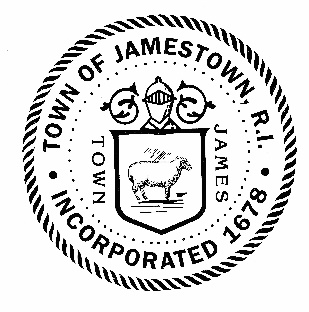 TOWN OF JAMESTOWN, R.I.
JAMES
TOWN
• INCORPORATED 1678 •